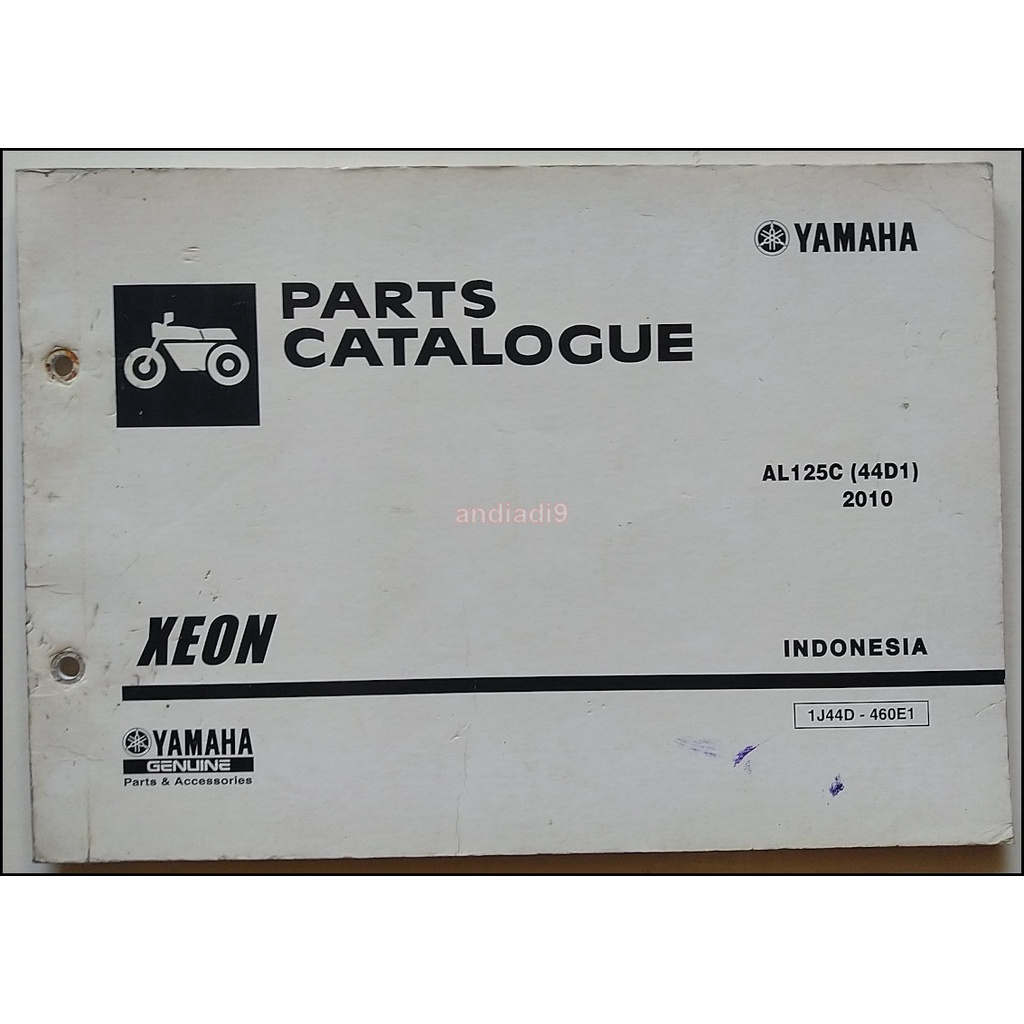 YAMAHA
PARTS
CATALOGUE
AL125C (44D1)
2010
andiadi9
XEON
INDONESIA
1J44D - 460E1
YAMAHA
GENUINE
Parts & Accessories